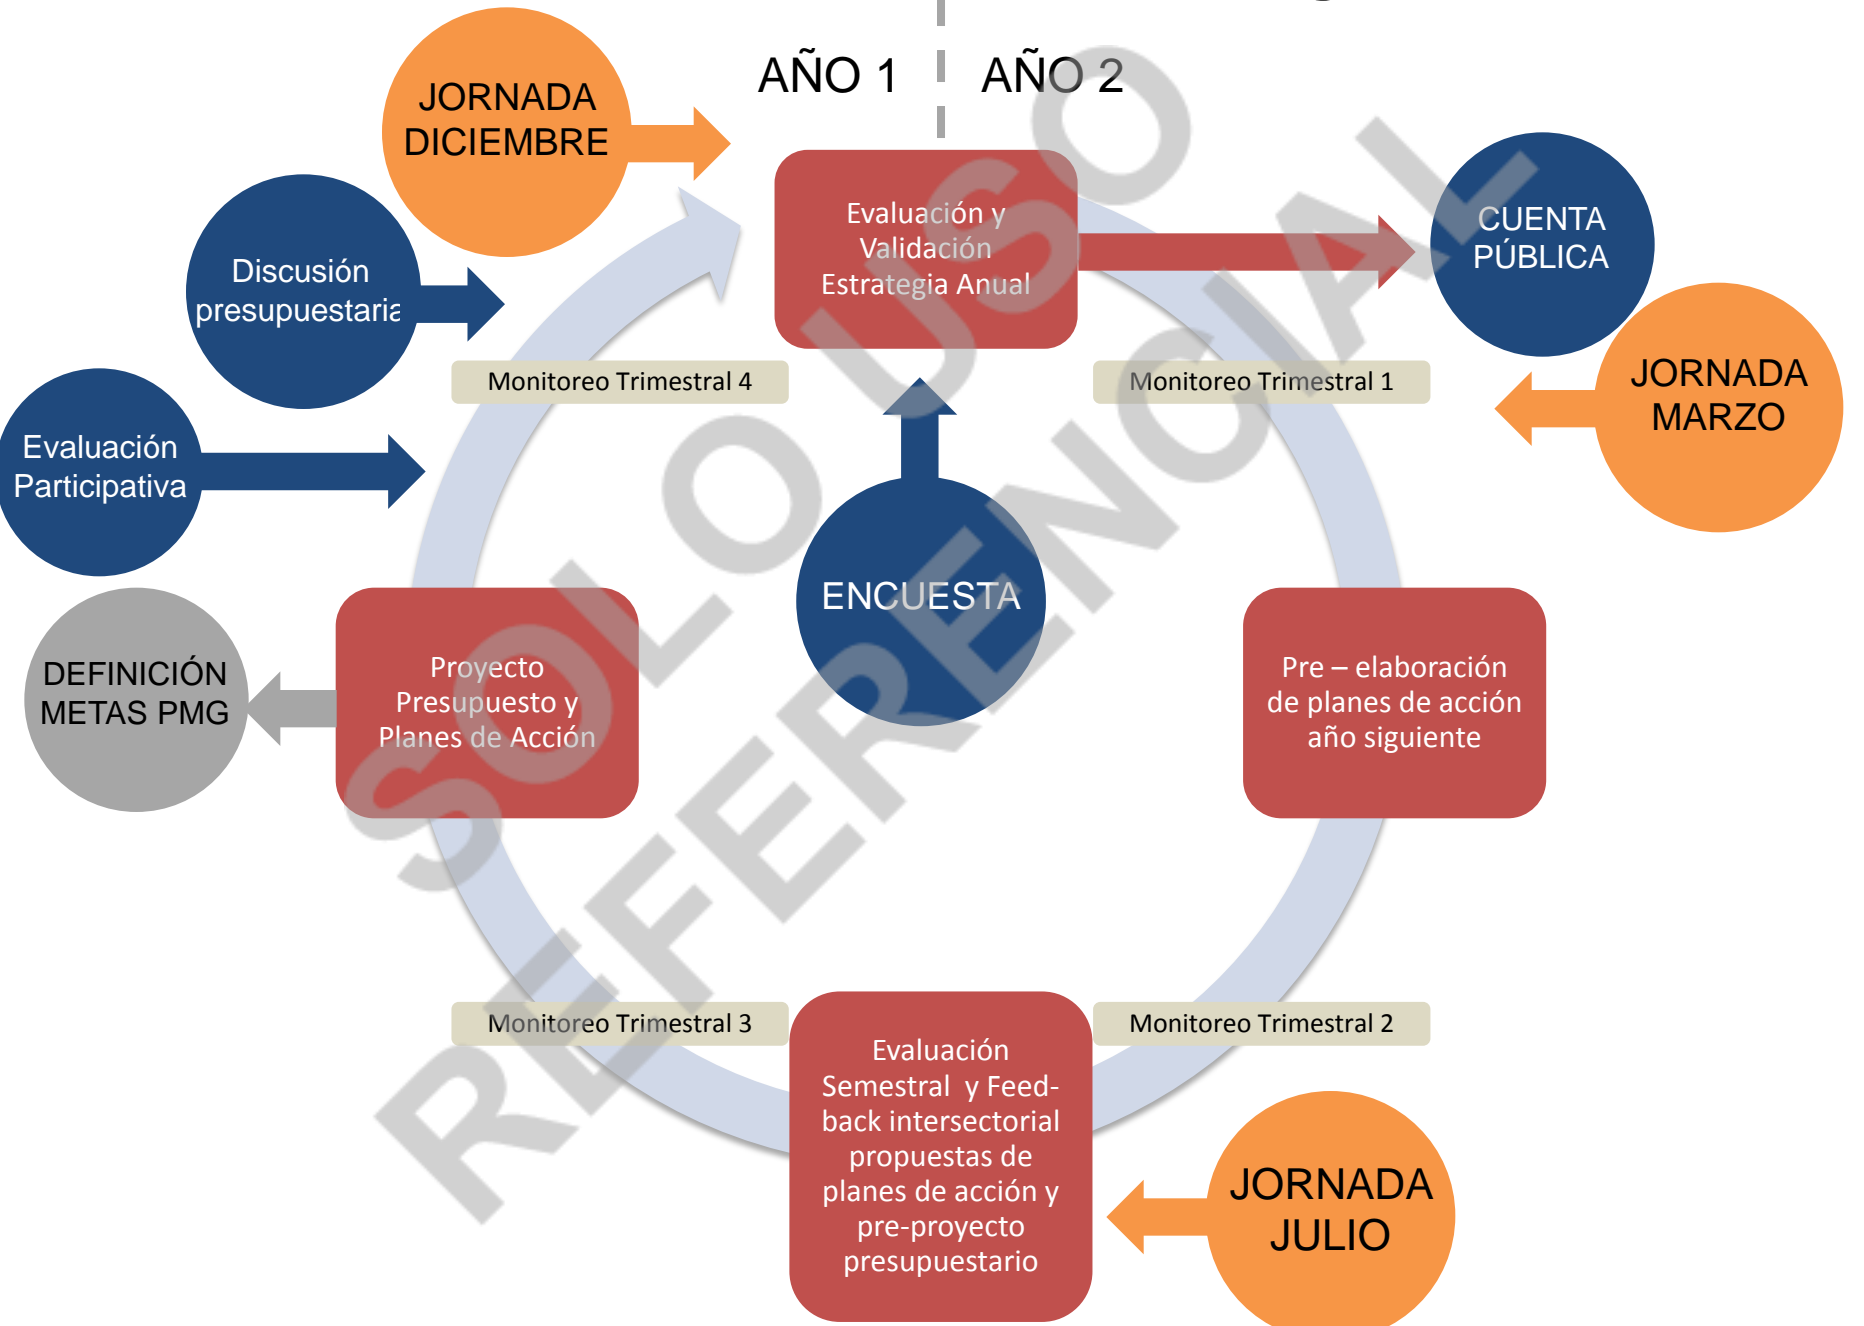 AÑO 1
AÑO 2
JORNADA
DICIEMBRE
Evaluación y
Validación
Estrategia Anual
CUENTA
PÚBLICA
Discusión
presupuestaria
JORNADA
MARZO
Monitoreo Trimestral 4
Monitoreo Trimestral 1
Evaluación
Participativa
ENCUESTA
DEFINICIÓN
METAS PMG
Proyecto
Presupuesto y
Planes de Acción
Pre – elaboración
de planes de acción
año siguiente
Monitoreo Trimestral 3
Monitoreo Trimestral 2
Evaluación
Semestral y Feed-
back intersectorial
propuestas de
planes de acción y
pre-proyecto
presupuestario
JORNADA
JULIO
SOLO USO
REFERENCIAL